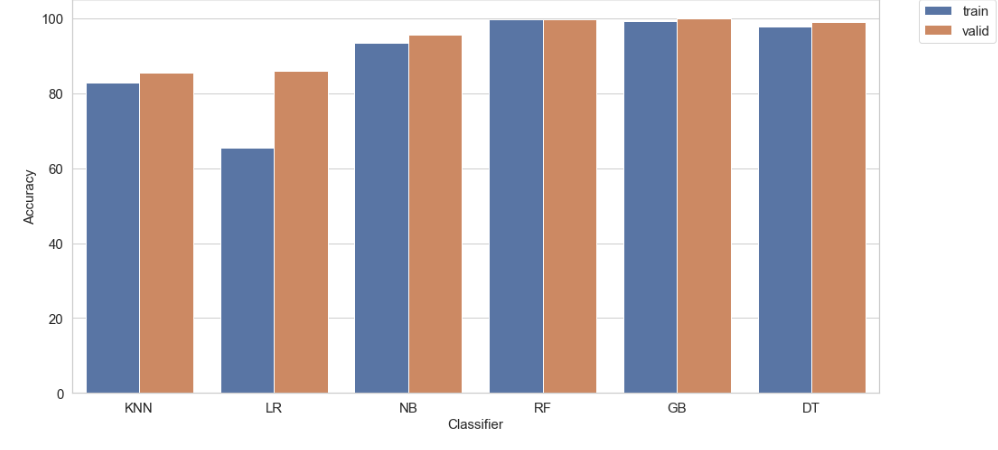 train
valid
100
80
60
40
20
0
Accuracy
KNN LR NB RF GB DT
Classifier